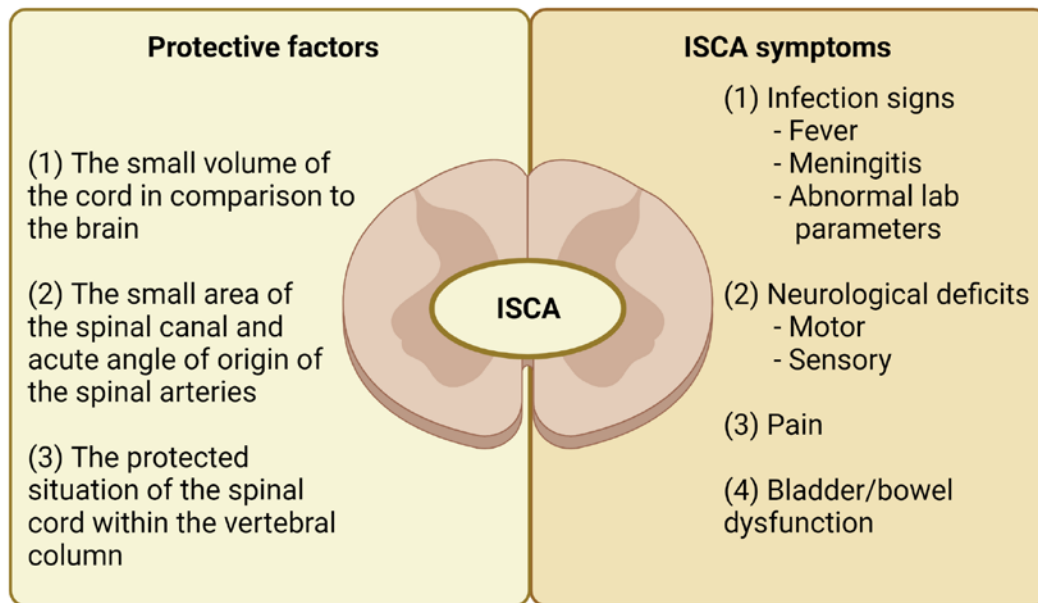 Protective factors
(1) The small volume of
the cord in comparison to
the brain
(2) The small area of
the spinal canal and
acute angle of origin of
the spinal arteries
(3) The protected
situation of the spinal
cord within the vertebral
column
ISCA
ISCA symptoms
(1) Infection signs
- Fever
- Meningitis
- Abnormal lab
parameters
(2) Neurological deficits
- Motor
- Sensory
(3) Pain
(4) Bladder/bowel
dysfunction